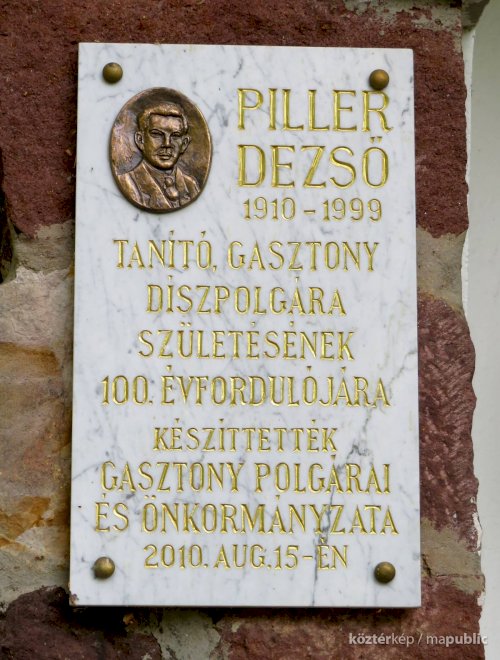 PILLER
DEZSŐ
1910 - 1999
TANÍTÓ, GASZTONY
DÍSZPOLGÁRA
SZÜLETÉSÉNEK
100. ÉVFORDULÓJÁRA
KÉSZÍTTETTÉK
GASZTONY POLGÁRAI
ÉS ÖNKORMÁNYZATA
2010. AUG. 15-ÉN
köztérkép / mapublic